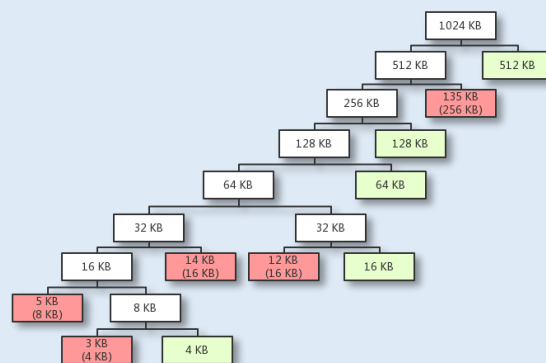 1024 KB
512 KB
512 KB
256 KB
135 KB
(256 KB)
128 KB
128 KB
64 KB
64 KB
32 KB
32 KB
16 KB
14 KB
(16 KB)
12 KB
(16 KB)
16 KB
5 KB
(8 KB)
8 KB
3 KB
(4 KB)
4 KB